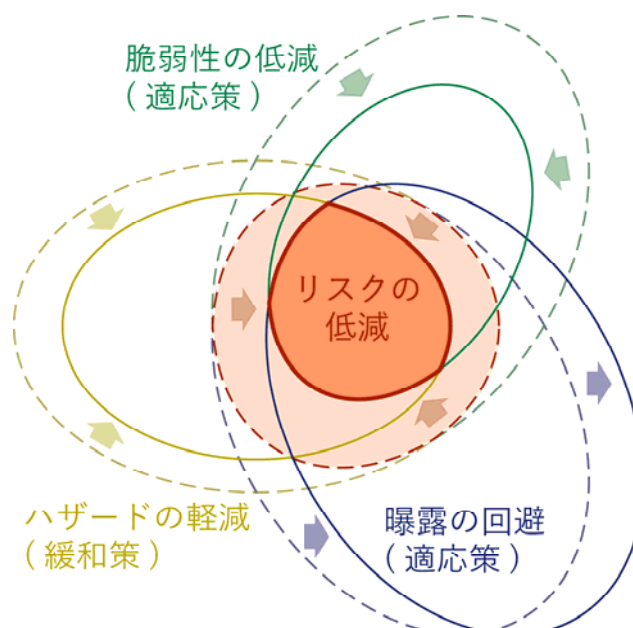 脆弱性の低減
( 適応策 )
リスクの
低減
ハザードの軽減
( 緩和策 )
曝露の回避
( 適応策 )